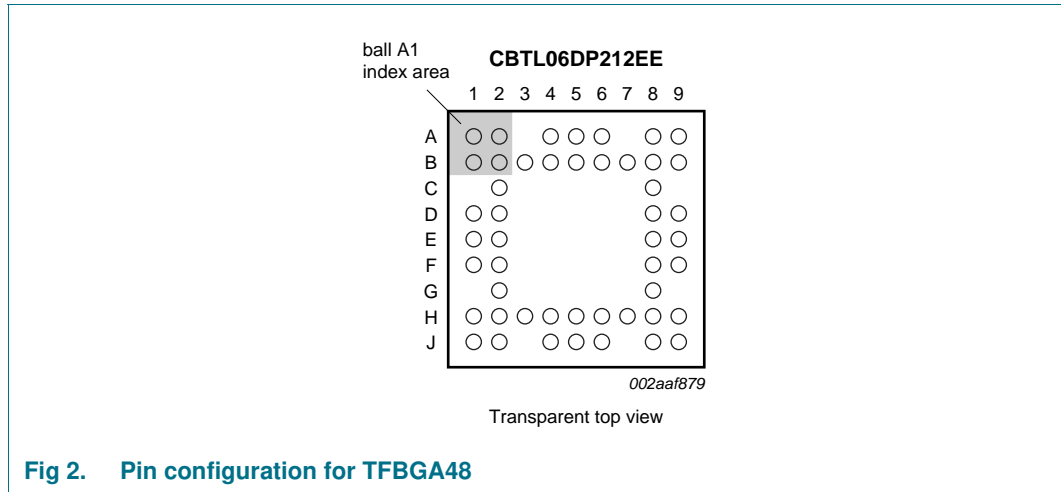 ball A1
index area
CBTL06DP212EE
1 2 3 4 5 6 7 8 9
A
B
C
D
E
F
G
H
J
002aaf879
Transparent top view
Fig 2. Pin configuration for TFBGA48